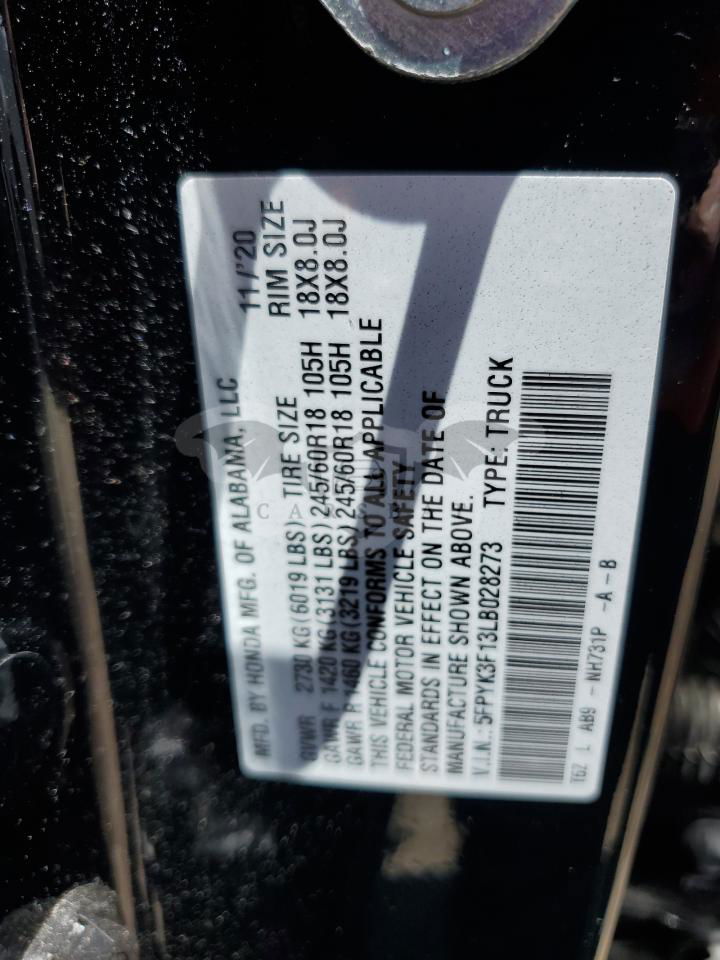 MFD. BY HONDA MFG. OF ALABAMA, LLC 11/'20
GVWR 2730 KG(6019 LBS) TIRE SIZE RIM SIZE
GAWR F 1420 KG(3131 LBS) 245/60R18 105H 18X8.0J
GAWR R 1460 KG(3219 LBS) 245/60R18 105H 18X8.0J
THIS VEHICLE CONFORMS TO ALL APPLICABLE
FEDERAL MOTOR VEHICLE SAFETY
STANDARDS IN EFFECT ON THE DATE OF
MANUFACTURE SHOWN ABOVE.
V.I.N.: 5FPYK3F13LB028273 TYPE: TRUCK
T6Z L AB9 - NH731P -A-B